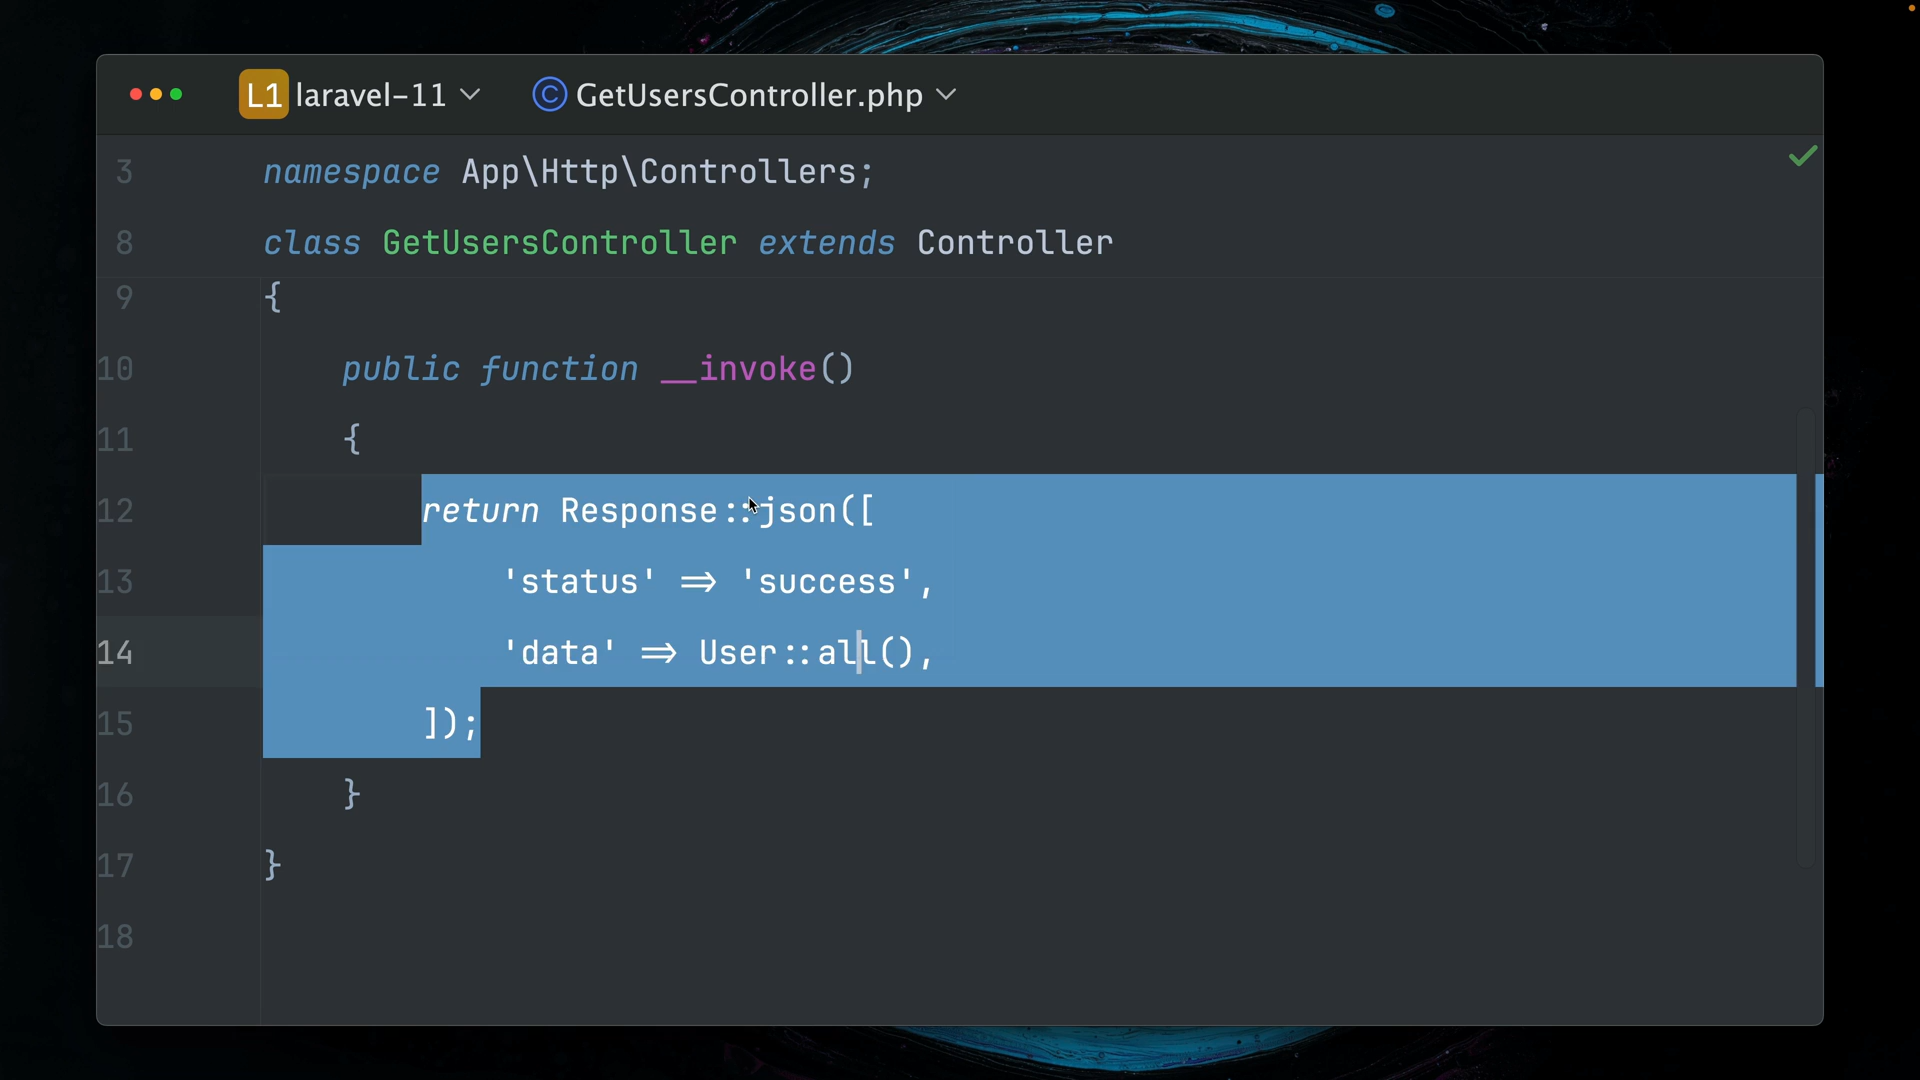 L1 laravel-11 GetUsersController.php
3 namespace App\Http\Controllers;
8 class GetUsersController extends Controller
9 {
10 public function __invoke()
11 {
12 return Response::json([
13 'status' => 'success',
14 'data' => User::all(),
15 ]);
16 }
17 }
18